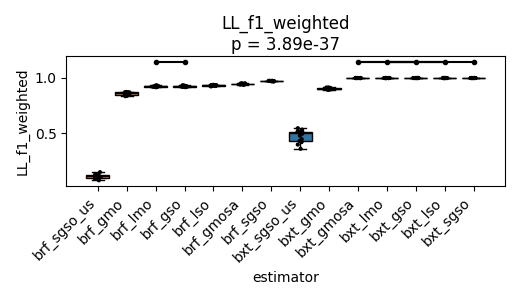 LL_f1_weighted
p = 3.89e-37
LL_f1_weighted
1.0
0.5
brf_sgso_us
brf_gmo
brf_lmo
brf_gso
brf_lso
brf_gmosa
brf_sgso
bxt_sgso_us
bxt_gmo
bxt_gmosa
bxt_lmo
bxt_gso
bxt_lso
bxt_sgso
estimator